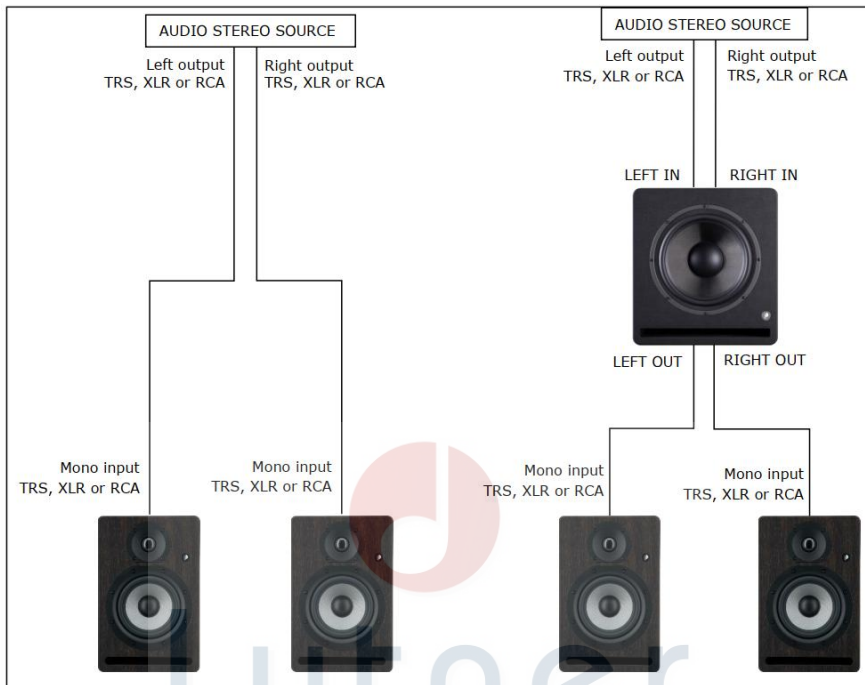 AUDIO STEREO SOURCE
Left output
TRS, XLR or RCA
Right output
TRS, XLR or RCA
Mono input
TRS, XLR or RCA
Mono input
TRS, XLR or RCA
AUDIO STEREO SOURCE
Left output
TRS, XLR or RCA
Right output
TRS, XLR or RCA
LEFT IN
RIGHT IN
LEFT OUT
RIGHT OUT
Mono input
TRS, XLR or RCA
Mono input
TRS, XLR or RCA
Lutner